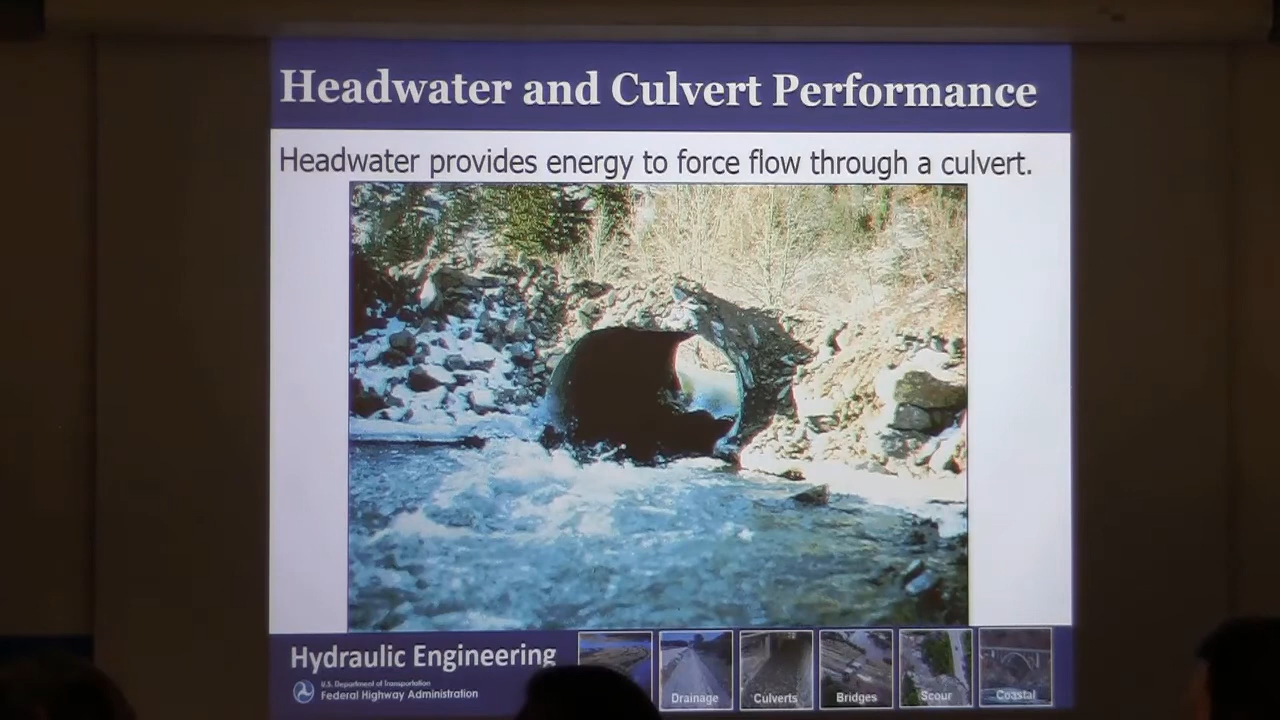 Headwater and Culvert Performance
Headwater provides energy to force flow through a culvert.
Hydraulic Engineering
U.S. Department of Transportation
Federal Highway Administration
Drainage
Culverts
Bridges
Scour
Coastal